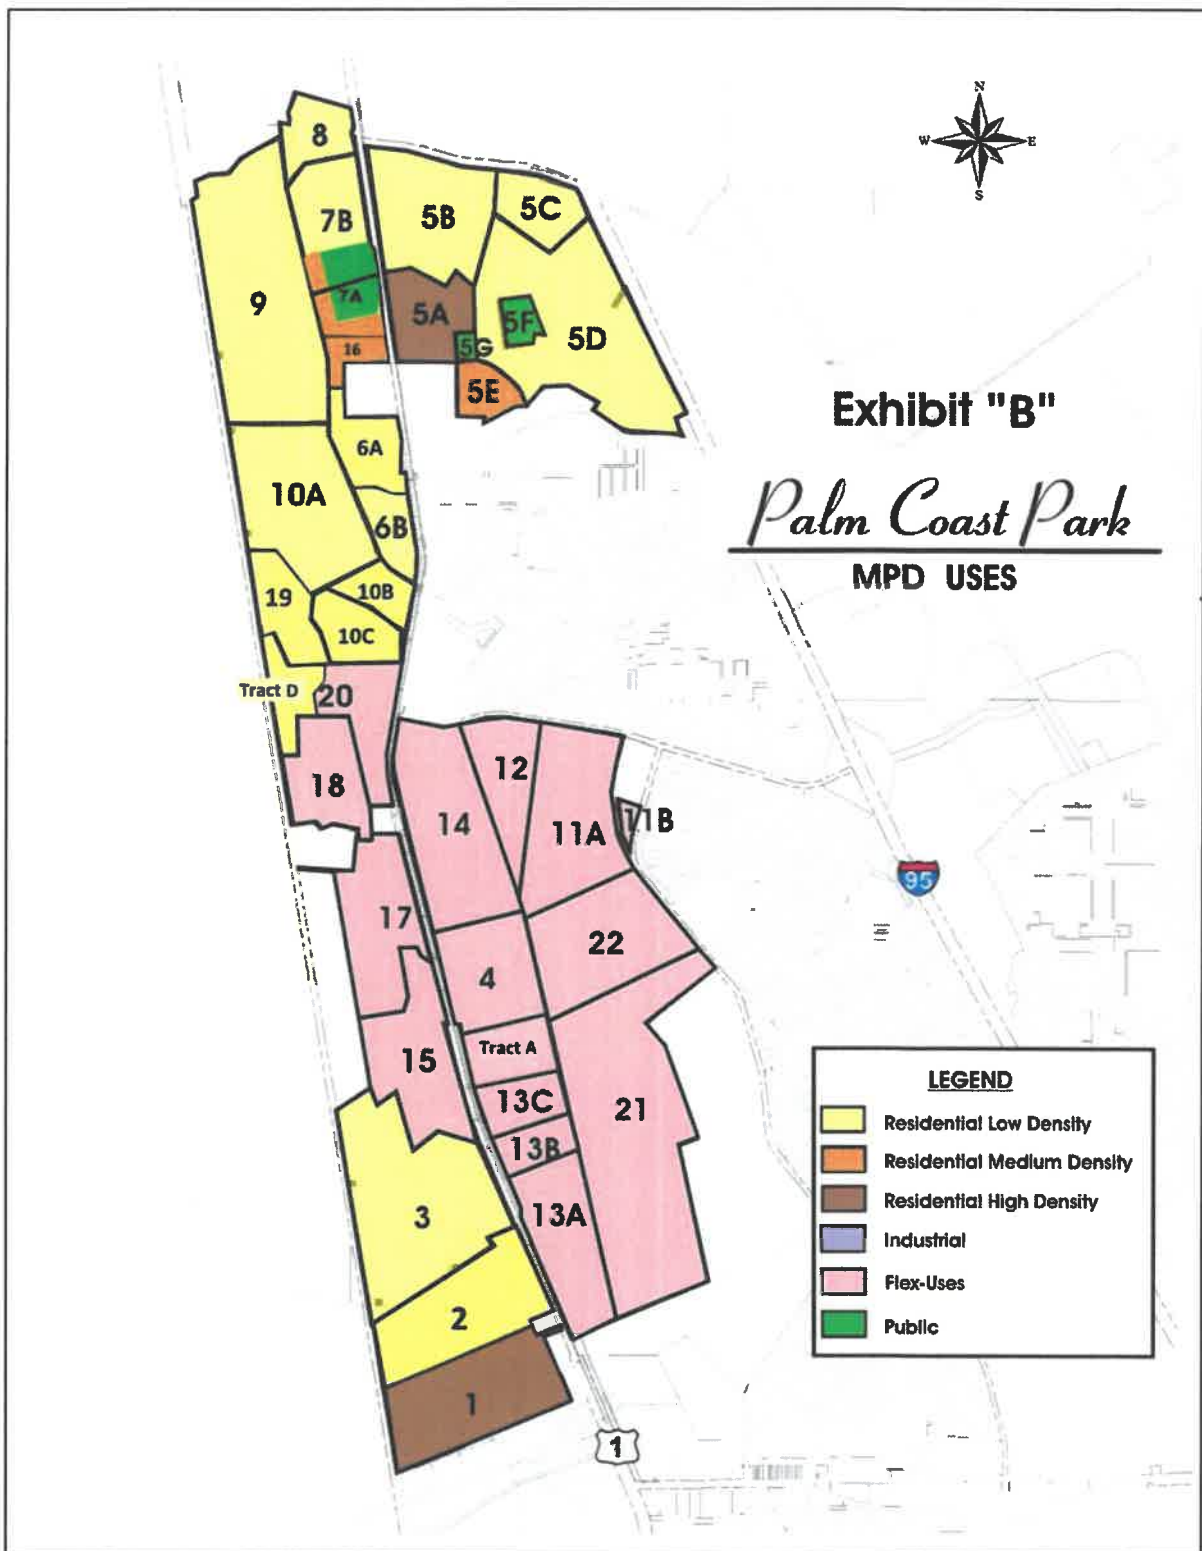 N
W E
S
8
7B
5B
5C
9
7A
5A
5F
5G
5D
16
5E
Exhibit "B"
6A
10A
Palm Coast Park
6B
MPD USES
19
10B
10C
Tract D
20
12
18
14
11A
11B
95
17
22
4
Tract A
15
13C
21
13B
LEGEND
Residential Low Density
Residential Medium Density
Residential High Density
Industrial
Flex-Uses
Public
3
13A
2
1
1